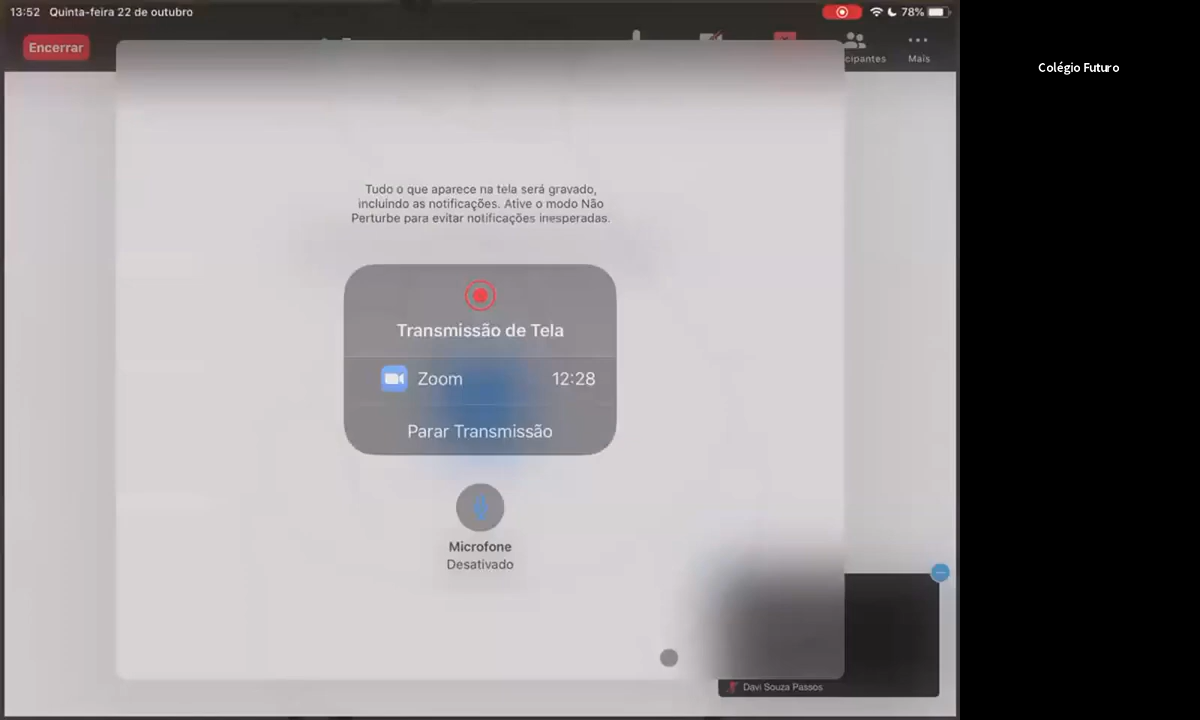 13:52 Quinta-feira 22 de outubro
78%
Encerrar
cipantes
Mais
Colégio Futuro
Tudo o que aparece na tela será gravado,
incluindo as notificações. Ative o modo Não
Perturbe para evitar notificações inesperadas.
Transmissão de Tela
Zoom 12:28
Parar Transmissão
Microfone
Desativado
Davi Souza Passos